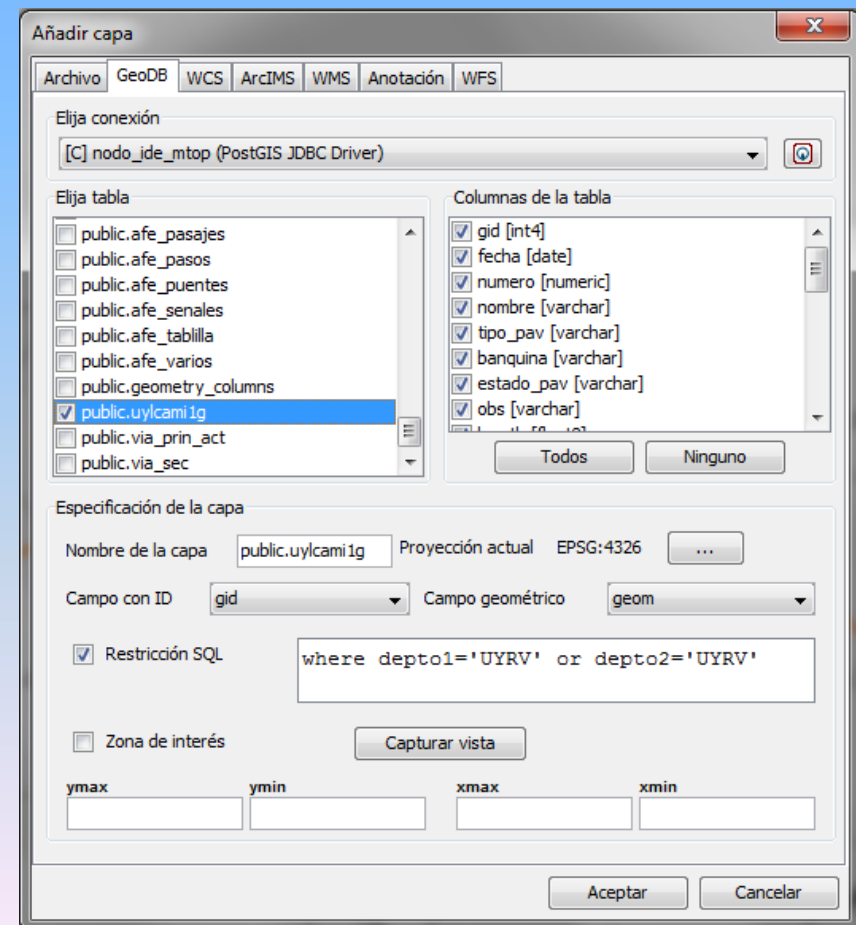 Añadir capa
Archivo GeoDB WCS ArcIMS WMS Anotación WFS
Elija conexión
[C] nodo_ide_mtop (PostGIS JDBC Driver)
Elija tabla
public.afe_pasajes
public.afe_pasos
public.afe_puentes
public.afe_senales
public.afe_tablilla
public.afe_varios
public.geometry_columns
public.uylcami1g
public.via_prin_act
public.via_sec
Columnas de la tabla
gid [int4]
fecha [date]
numero [numeric]
nombre [varchar]
tipo_pav [varchar]
banquina [varchar]
estado_pav [varchar]
obs [varchar]
Todos Ninguno
Especificación de la capa
Nombre de la capa public.uylcami1g Proyección actual EPSG:4326 ...
Campo con ID gid Campo geométrico geom
Restricción SQL where depto1='UYRV' or depto2='UYRV'
Zona de interés Capturar vista
ymax ymin xmax xmin
Aceptar Cancelar